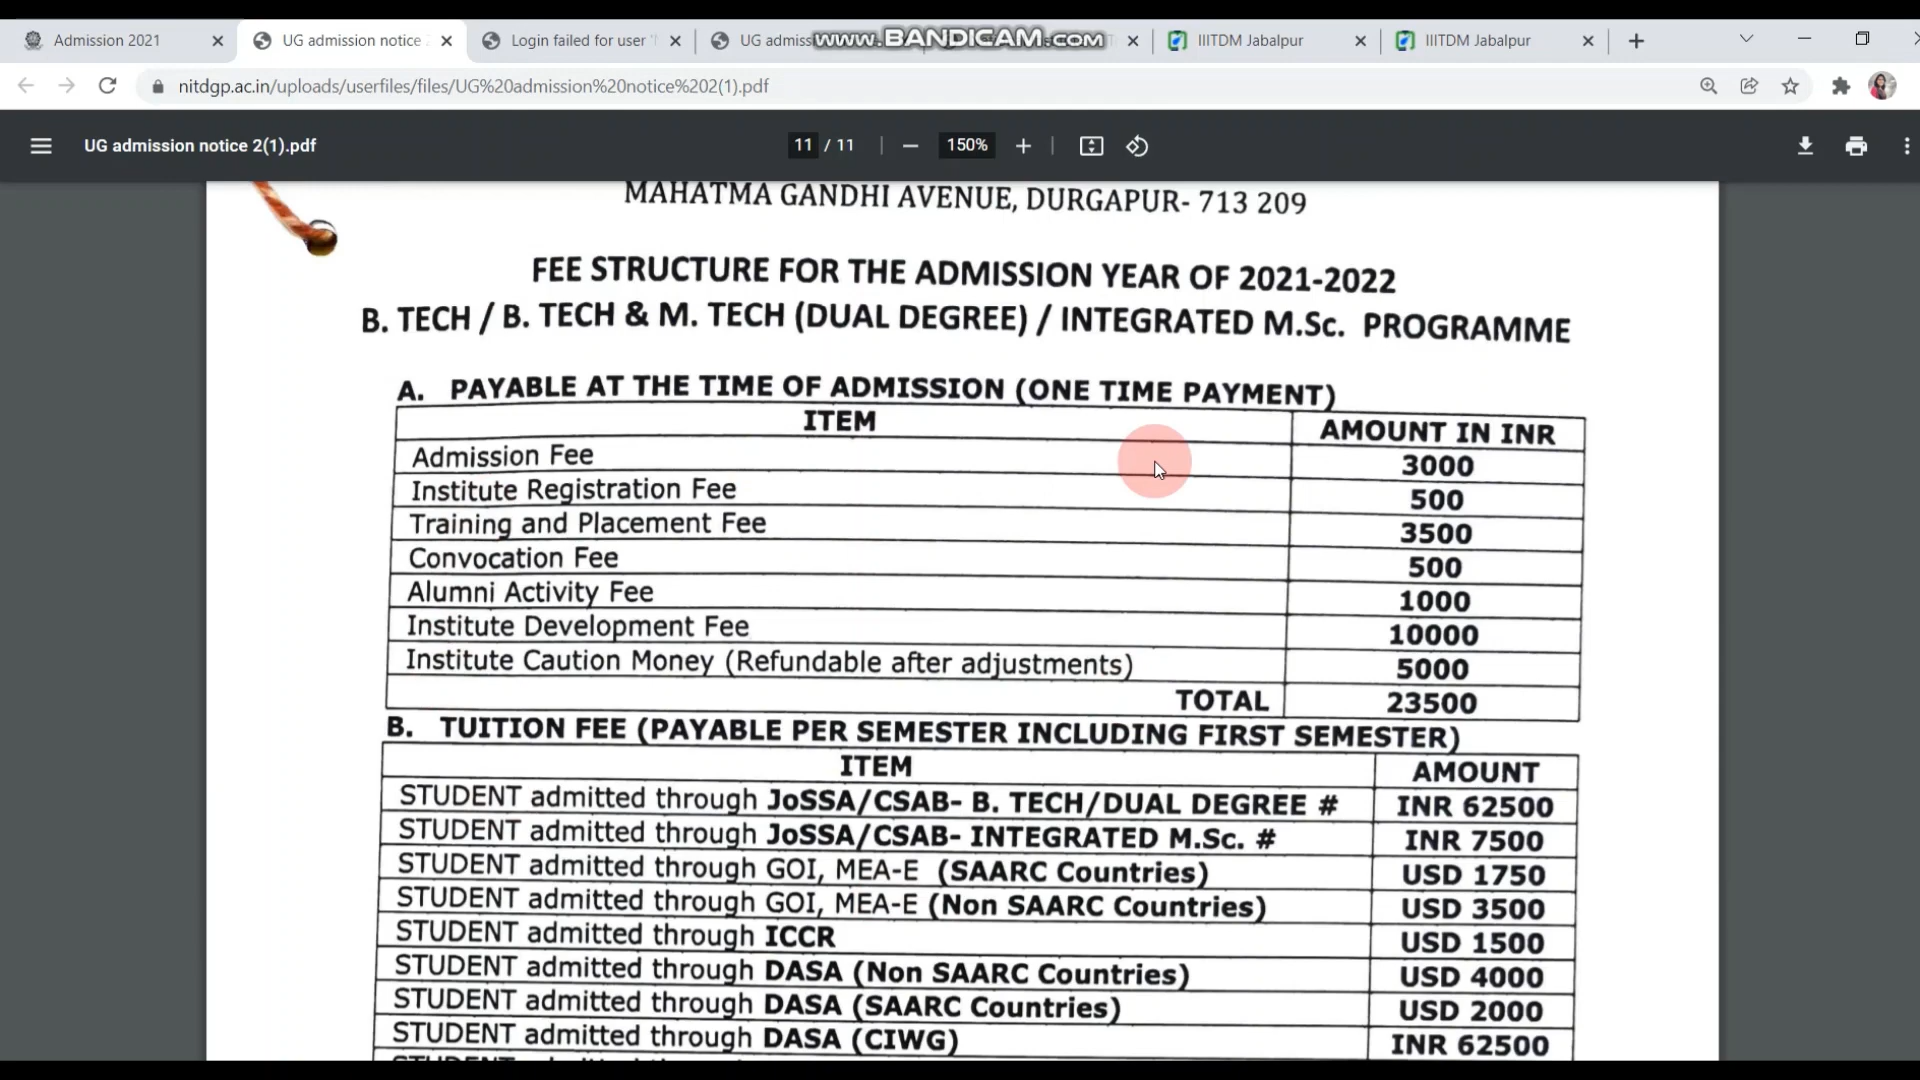 Admission 2021
UG admission notice 2
Login failed for user
UG admiss
WWW.BANDICAM.COM
IIITDM Jabalpur
IIITDM Jabalpur
nitdgp.ac.in/uploads/userfiles/files/UG%20admission%20notice%202(1).pdf
UG admission notice 2(1).pdf
11 / 11
150%
MAHATMA GANDHI AVENUE, DURGAPUR- 713 209
FEE STRUCTURE FOR THE ADMISSION YEAR OF 2021-2022
B. TECH / B. TECH & M. TECH (DUAL DEGREE) / INTEGRATED M.Sc. PROGRAMME
A. PAYABLE AT THE TIME OF ADMISSION (ONE TIME PAYMENT)
ITEM AMOUNT IN INR
Admission Fee 3000
Institute Registration Fee 500
Training and Placement Fee 3500
Convocation Fee 500
Alumni Activity Fee 1000
Institute Development Fee 10000
Institute Caution Money (Refundable after adjustments) 5000
TOTAL 23500
B. TUITION FEE (PAYABLE PER SEMESTER INCLUDING FIRST SEMESTER)
ITEM AMOUNT
STUDENT admitted through JoSSA/CSAB- B. TECH/DUAL DEGREE # INR 62500
STUDENT admitted through JoSSA/CSAB- INTEGRATED M.Sc. # INR 7500
STUDENT admitted through GOI, MEA-E (SAARC Countries) USD 1750
STUDENT admitted through GOI, MEA-E (Non SAARC Countries) USD 3500
STUDENT admitted through ICCR USD 1500
STUDENT admitted through DASA (Non SAARC Countries) USD 4000
STUDENT admitted through DASA (SAARC Countries) USD 2000
STUDENT admitted through DASA (CIWG) INR 62500